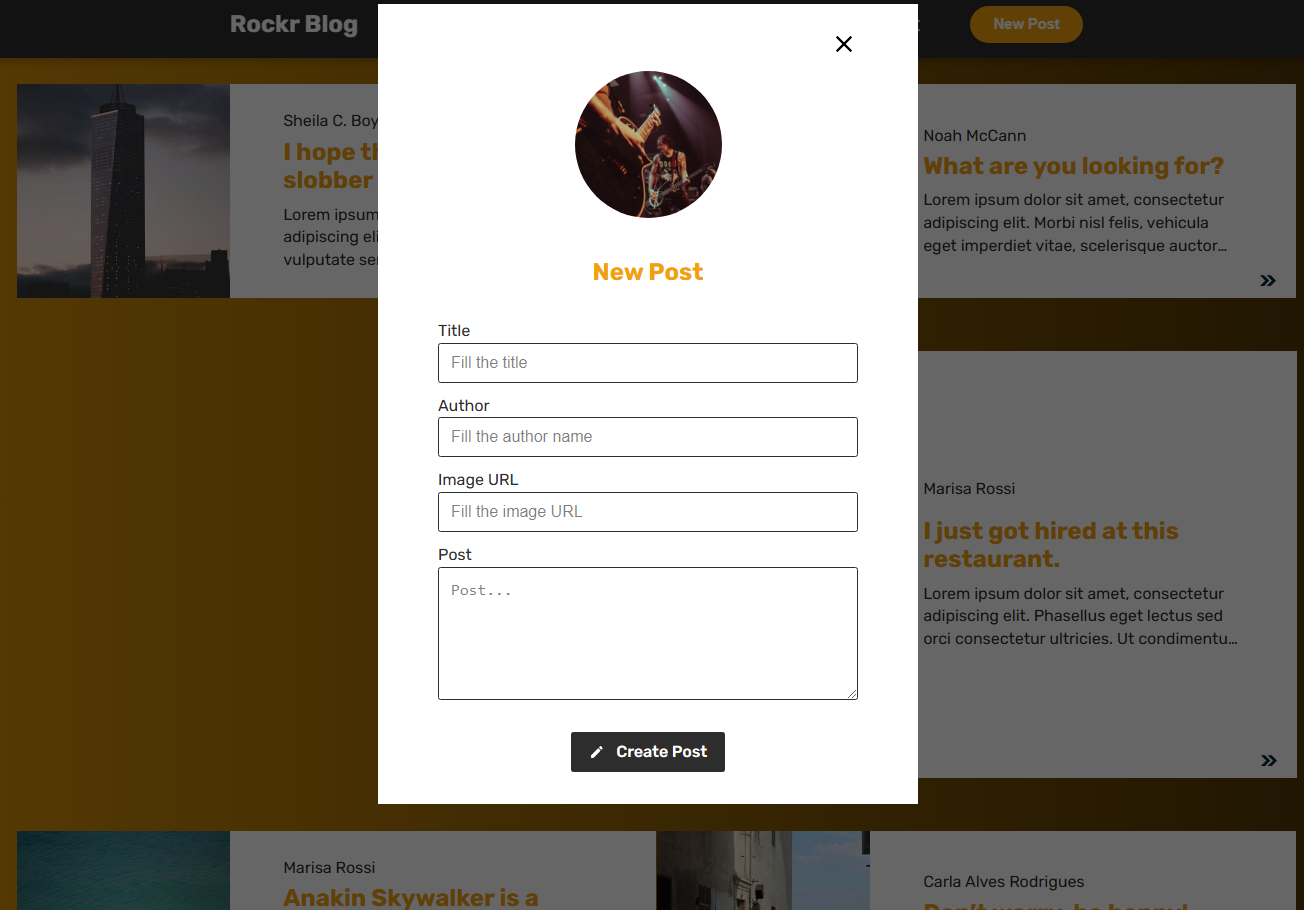 Rockr Blog
New Post
Sheila C. Boy
I hope th
slobber
Lorem ipsum
adipiscing eli
vulputate se
Noah McCann
What are you looking for?
Lorem ipsum dolor sit amet, consectetur
adipiscing elit. Morbi nisl felis, vehicula
eget imperdiet vitae, scelerisque auctor…
New Post
Title
Fill the title
Author
Fill the author name
Image URL
Fill the image URL
Post
Post...
Create Post
Marisa Rossi
I just got hired at this
restaurant.
Lorem ipsum dolor sit amet, consectetur
adipiscing elit. Phasellus eget lectus sed
orci consectetur ultricies. Ut condimentu…
Marisa Rossi
Anakin Skywalker is a
Carla Alves Rodrigues
Don't worry, be happy!